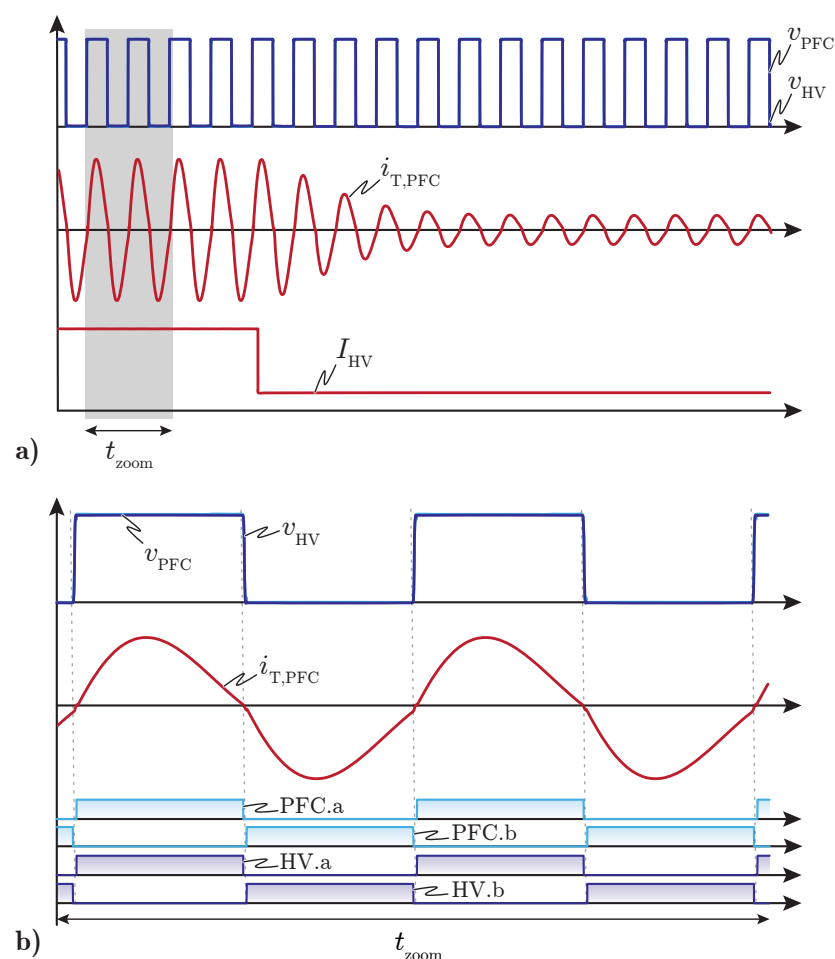 v_PFC
v_HV
i_T,PFC
I_HV
t_zoom
a)
v_PFC
v_HV
i_T,PFC
PFC.a
PFC.b
HV.a
HV.b
b)
t_zoom